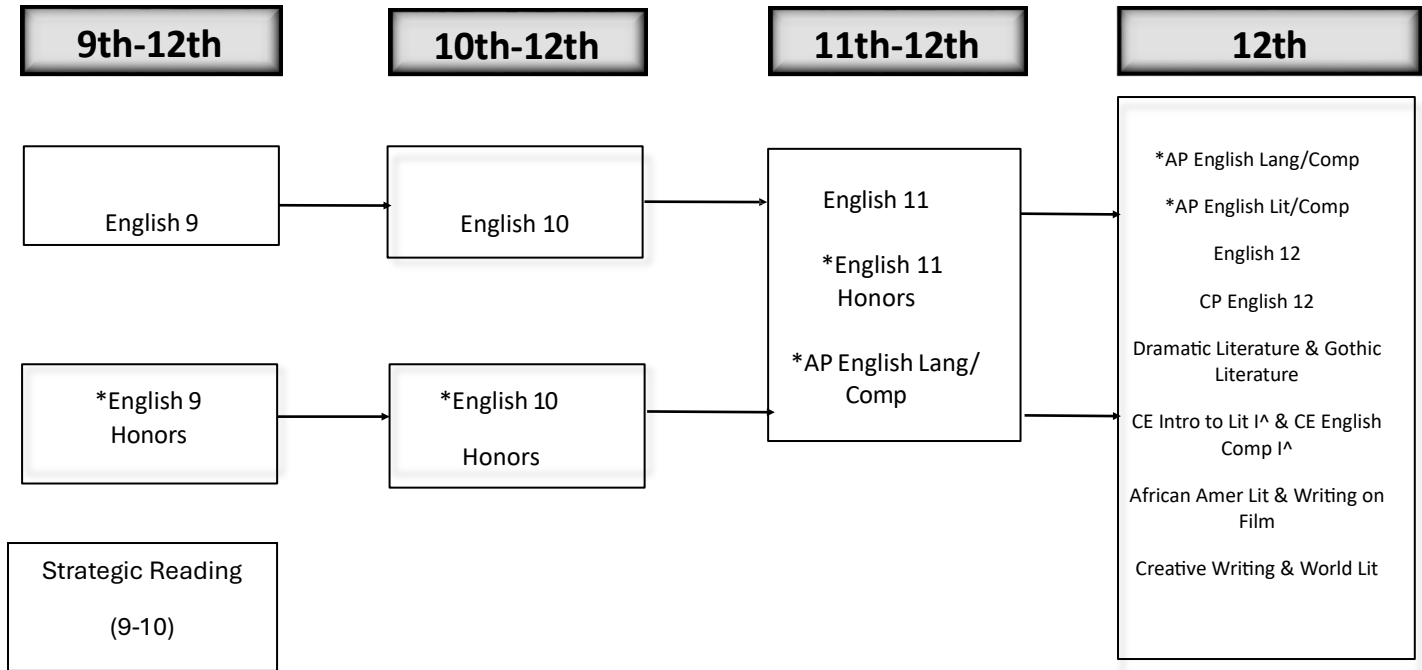 9th-12th
10th-12th
11th-12th
12th
English 9
English 10
English 11
*English 11
Honors
*AP English Lang/
Comp
*AP English Lang/Comp
*AP English Lit/Comp
English 12
CP English 12
Dramatic Literature & Gothic
Literature
CE Intro to Lit I^ & CE English
Comp I^
African Amer Lit & Writing on
Film
Creative Writing & World Lit
*English 9
Honors
*English 10
Honors
Strategic Reading
(9-10)